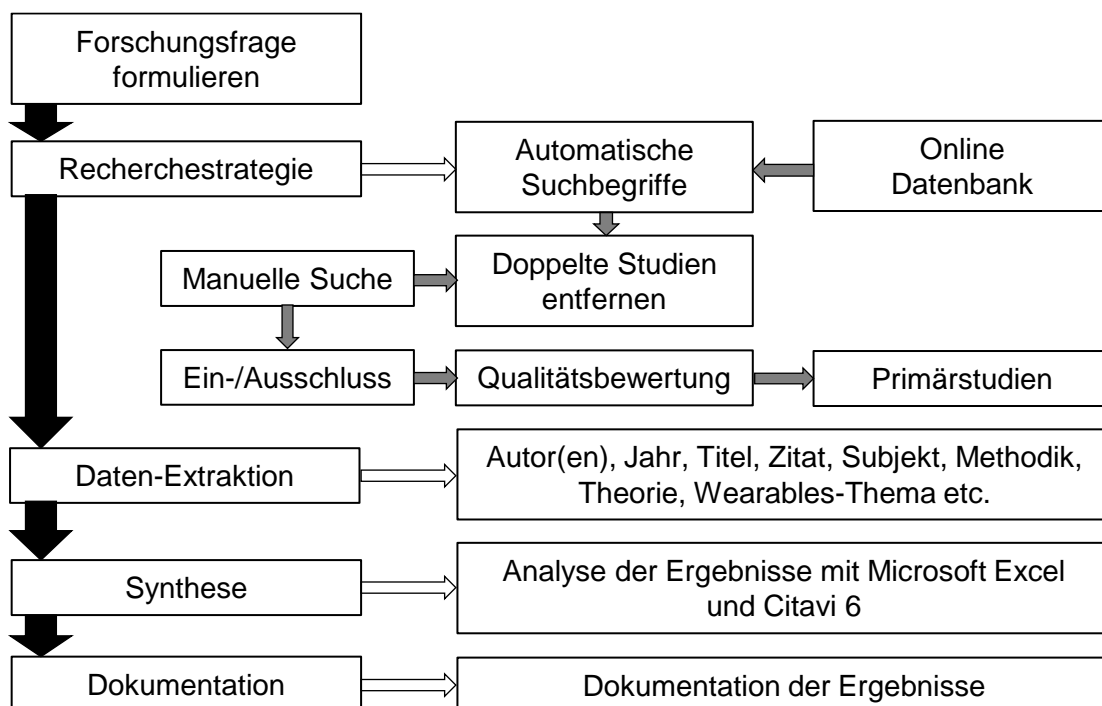 Forschungsfrage
formulieren
Recherchestrategie
Automatische
Suchbegriffe
Online
Datenbank
Manuelle Suche
Doppelte Studien
entfernen
Ein-/Ausschluss
Qualitätsbewertung
Primärstudien
Daten-Extraktion
Autor(en), Jahr, Titel, Zitat, Subjekt, Methodik,
Theorie, Wearables-Thema etc.
Synthese
Analyse der Ergebnisse mit Microsoft Excel
und Citavi 6
Dokumentation
Dokumentation der Ergebnisse